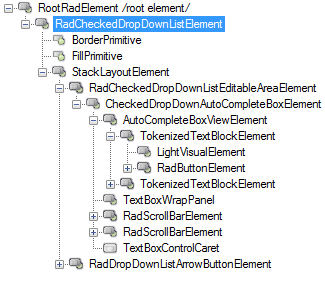 RootRadElement /root element/
RadCheckedDropDownListElement
BorderPrimitive
FillPrimitive
StackLayoutElement
RadCheckedDropDownListEditableAreaElement
CheckedDropDownAutoCompleteBoxElement
AutoCompleteBoxViewElement
TokenizedTextBlockElement
LightVisualElement
RadButtonElement
TokenizedTextBlockElement
TextBoxWrapPanel
RadScrollBarElement
RadScrollBarElement
TextBoxControlCaret
RadDropDownListArrowButtonElement